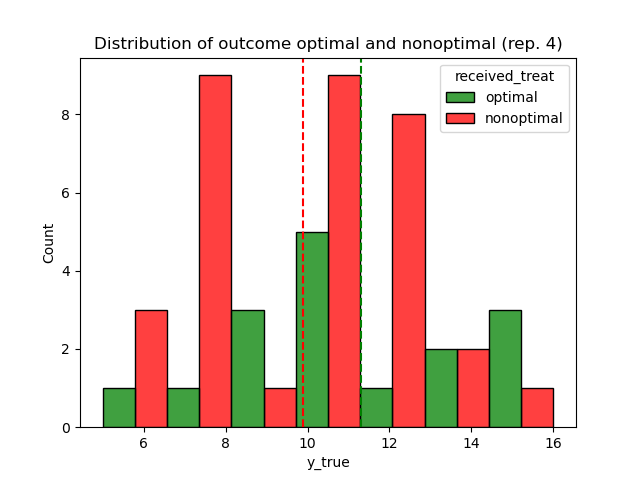 Distribution of outcome optimal and nonoptimal (rep. 4)
received_treat
optimal
nonoptimal
Count
8
6
4
2
0
6
8
10
12
14
16
y_true